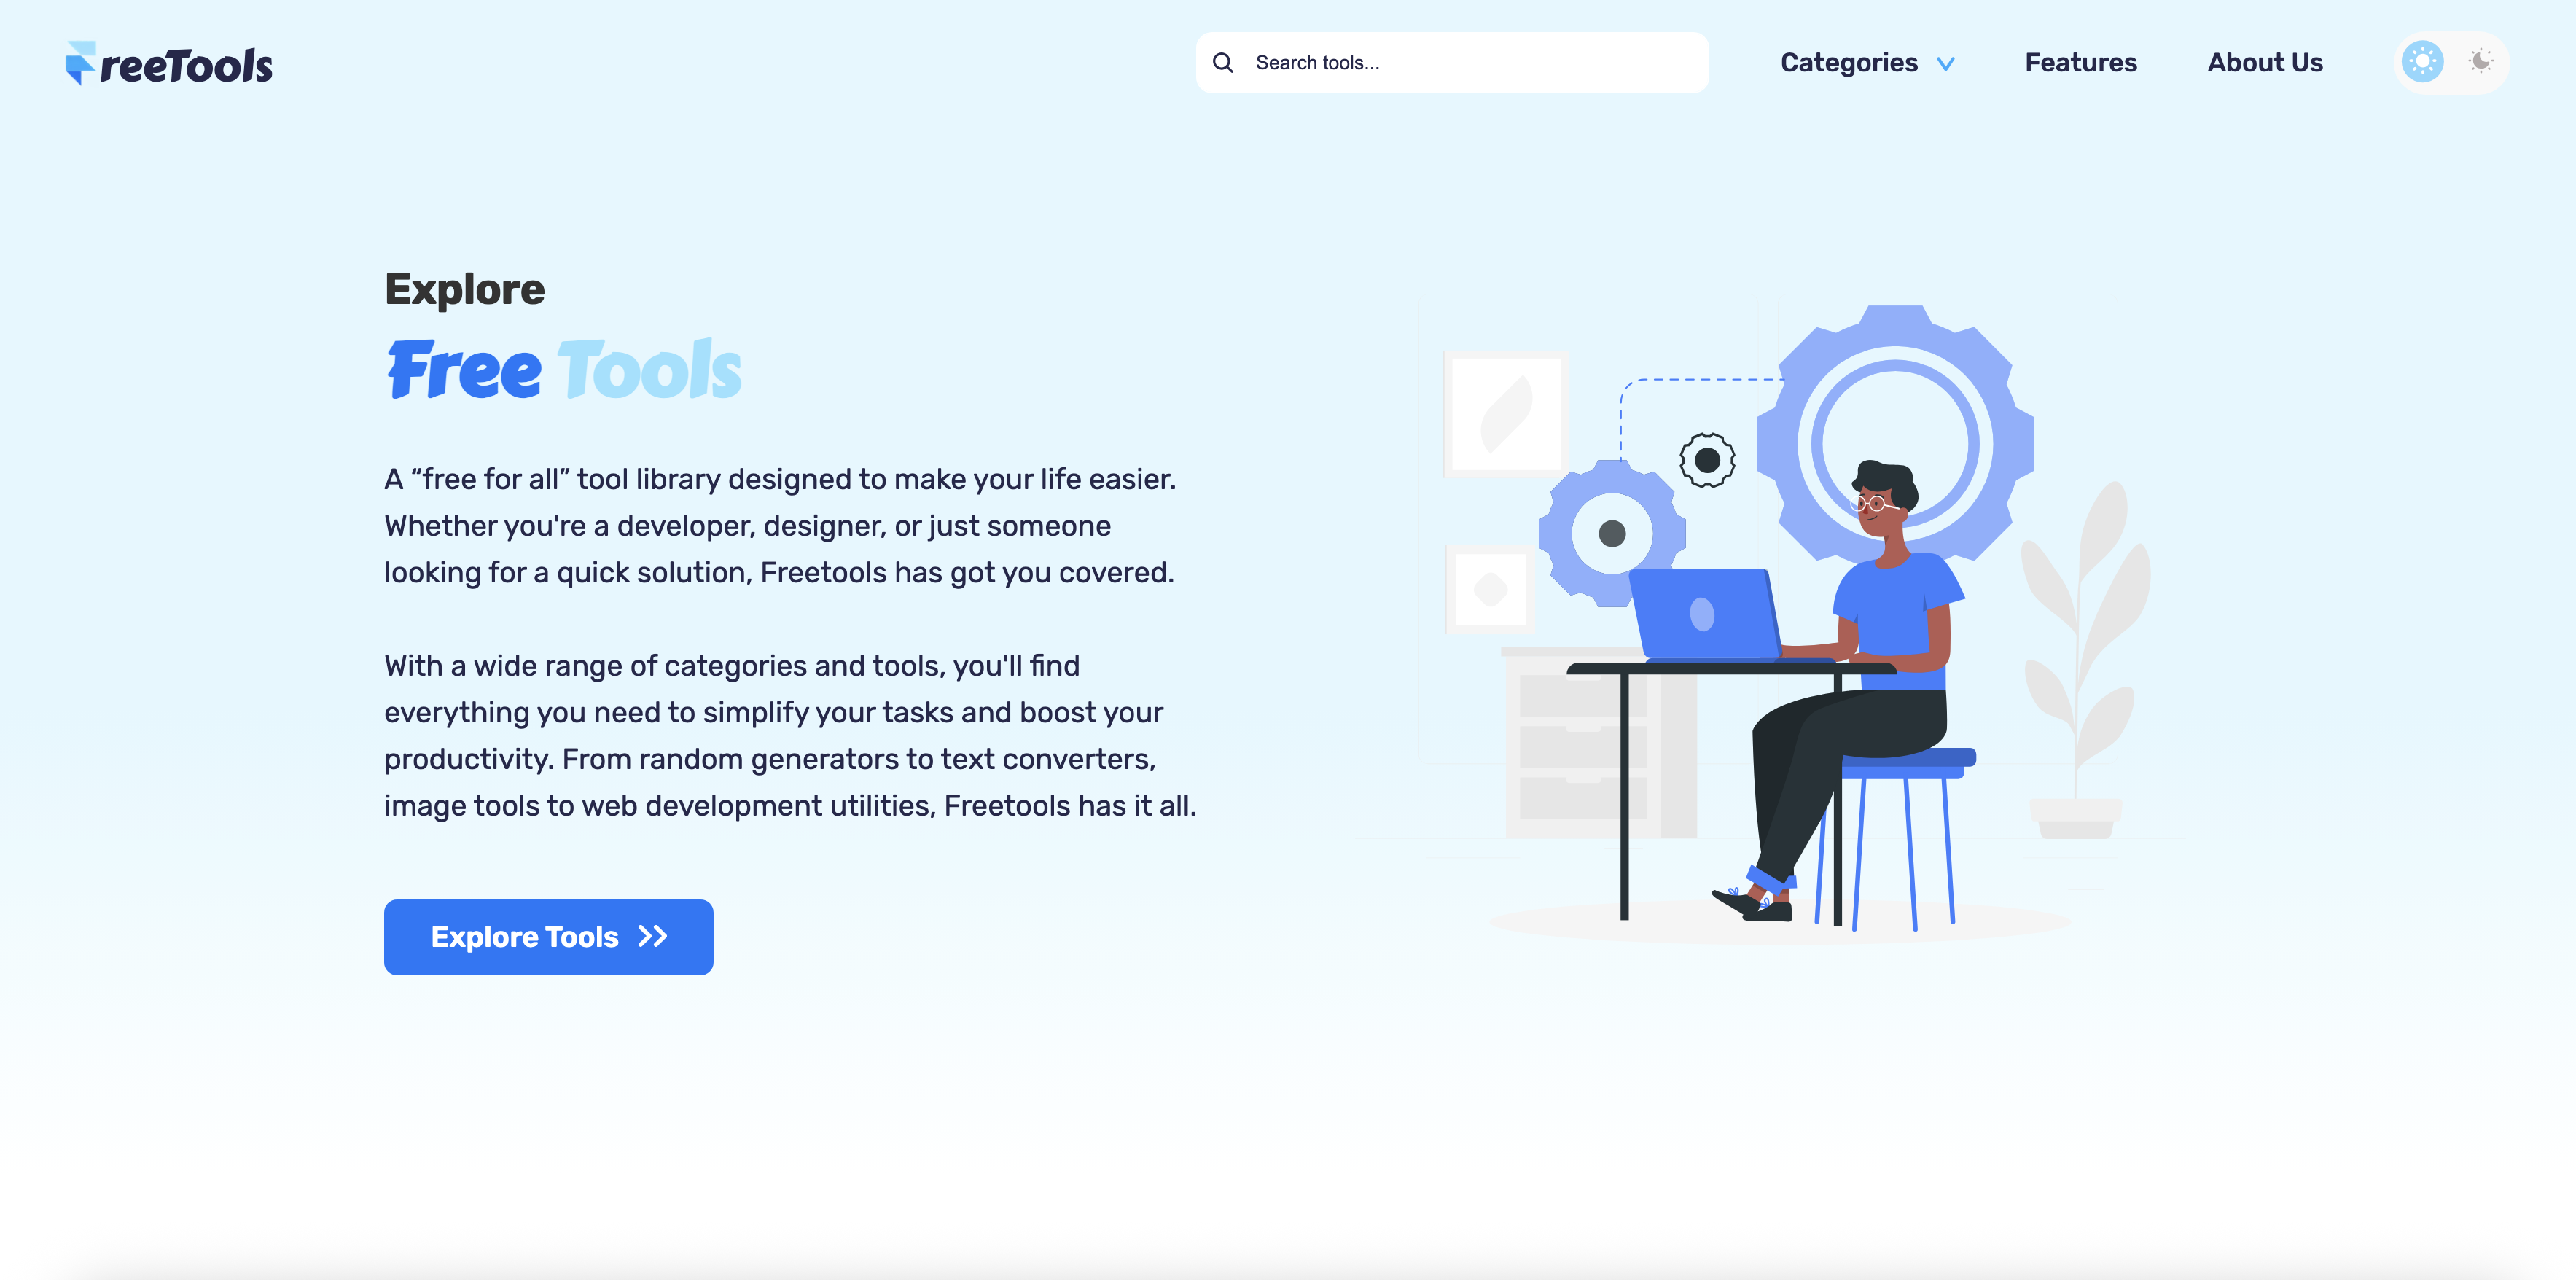 reeTools
Search tools...
Categories
Features
About Us
Explore
Free Tools
A “free for all” tool library designed to make your life easier.
Whether you're a developer, designer, or just someone
looking for a quick solution, Freetools has got you covered.
With a wide range of categories and tools, you'll find
everything you need to simplify your tasks and boost your
productivity. From random generators to text converters,
image tools to web development utilities, Freetools has it all.
Explore Tools